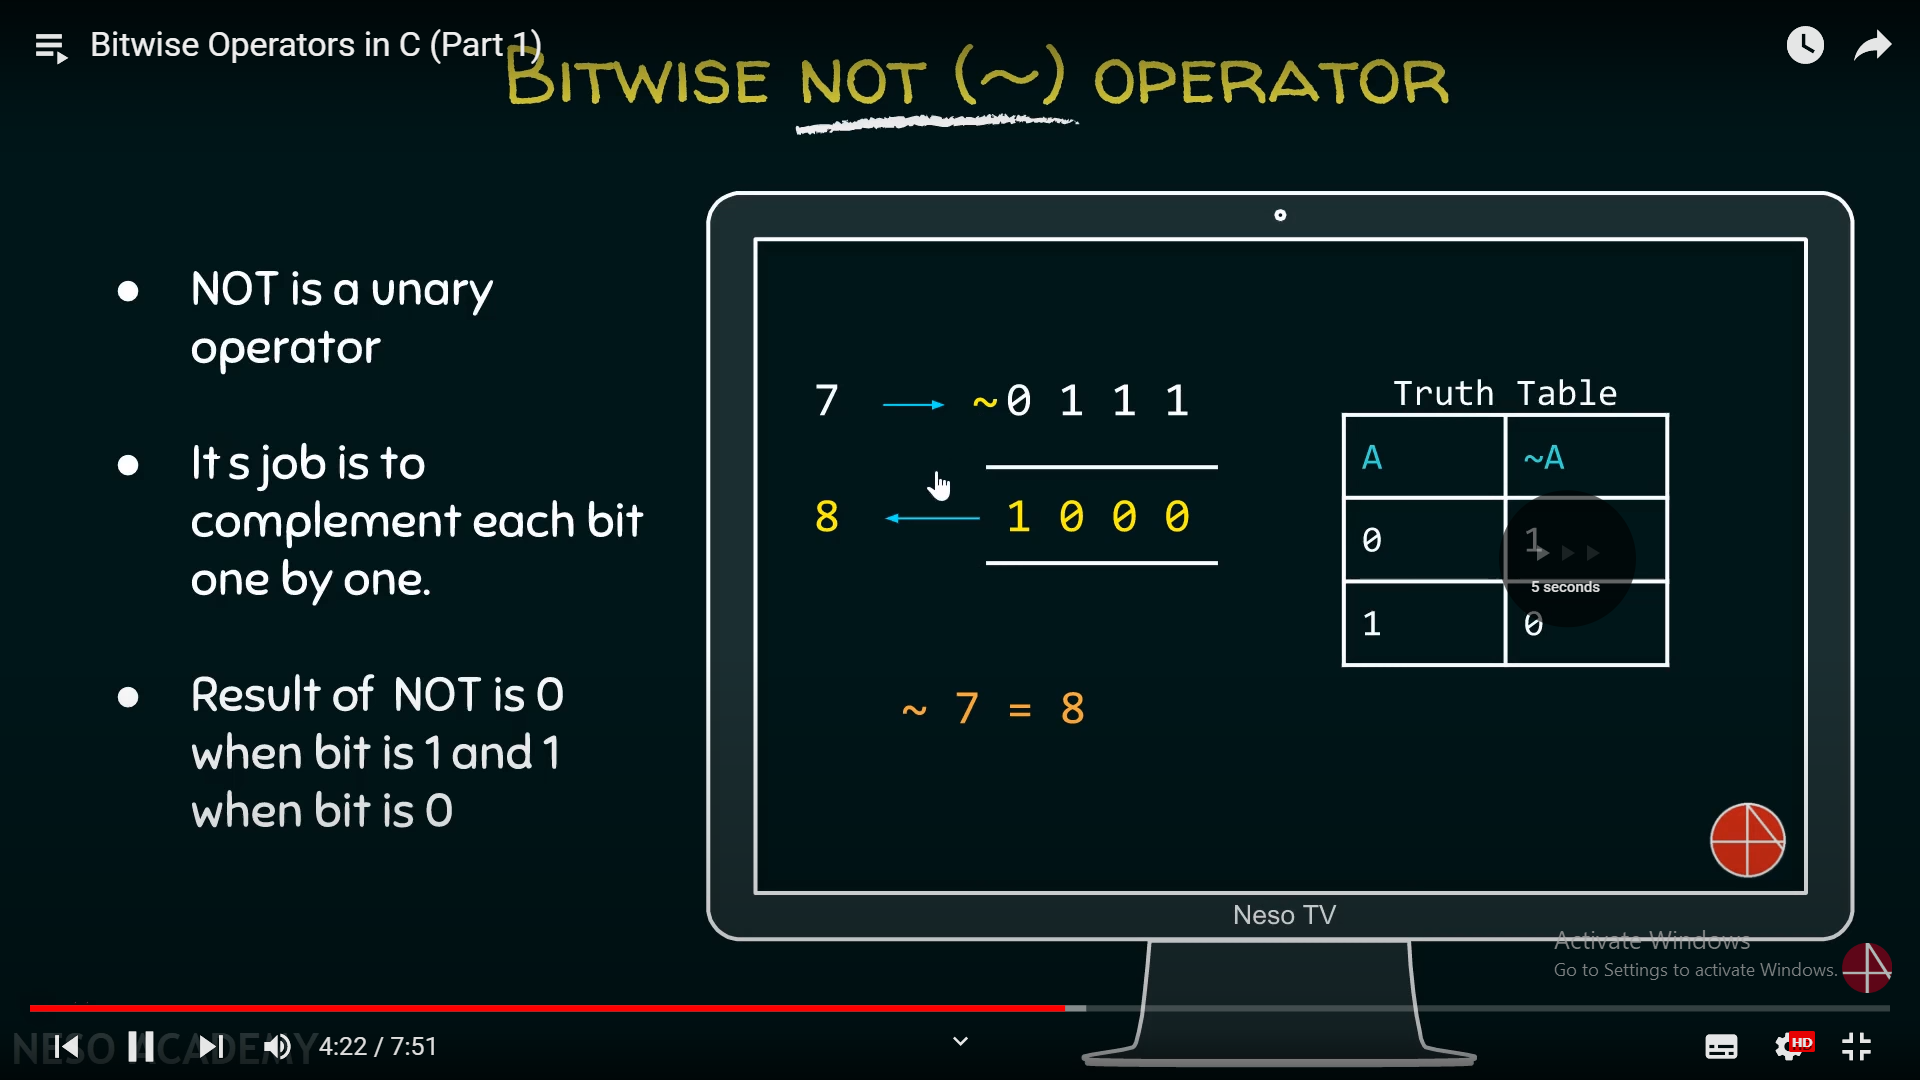 Bitwise Operators in C (Part 1)
BITWISE NOT (~) OPERATOR
NOT is a unary
operator
It s job is to
complement each bit
one by one.
Result of NOT is 0
when bit is 1 and 1
when bit is 0
7 → ~0 1 1 1
8 ← 1 0 0 0
~ 7 = 8
Truth Table
A ~A
0 1
1 0
5 seconds
Neso TV
Activate Windows
Go to Settings to activate Windows.
NESO ACADEMY
4:22 / 7:51
HD